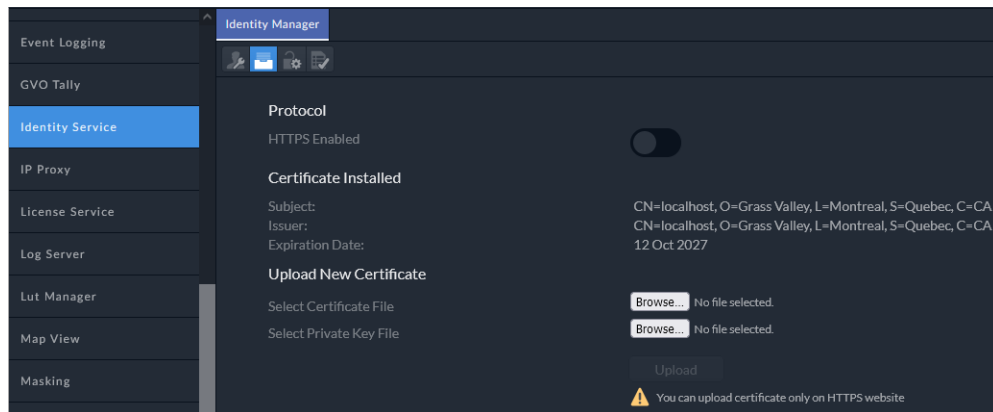 Event Logging
GVO Tally
Identity Service
IP Proxy
License Service
Log Server
Lut Manager
Map View
Masking
Identity Manager
Protocol
HTTPS Enabled
Certificate Installed
Subject: CN=localhost, O=Grass Valley, L=Montreal, S=Quebec, C=CA
Issuer: CN=localhost, O=Grass Valley, L=Montreal, S=Quebec, C=CA
Expiration Date: 12 Oct 2027
Upload New Certificate
Select Certificate File Browse... No file selected.
Select Private Key File Browse... No file selected.
Upload
You can upload certificate only on HTTPS website